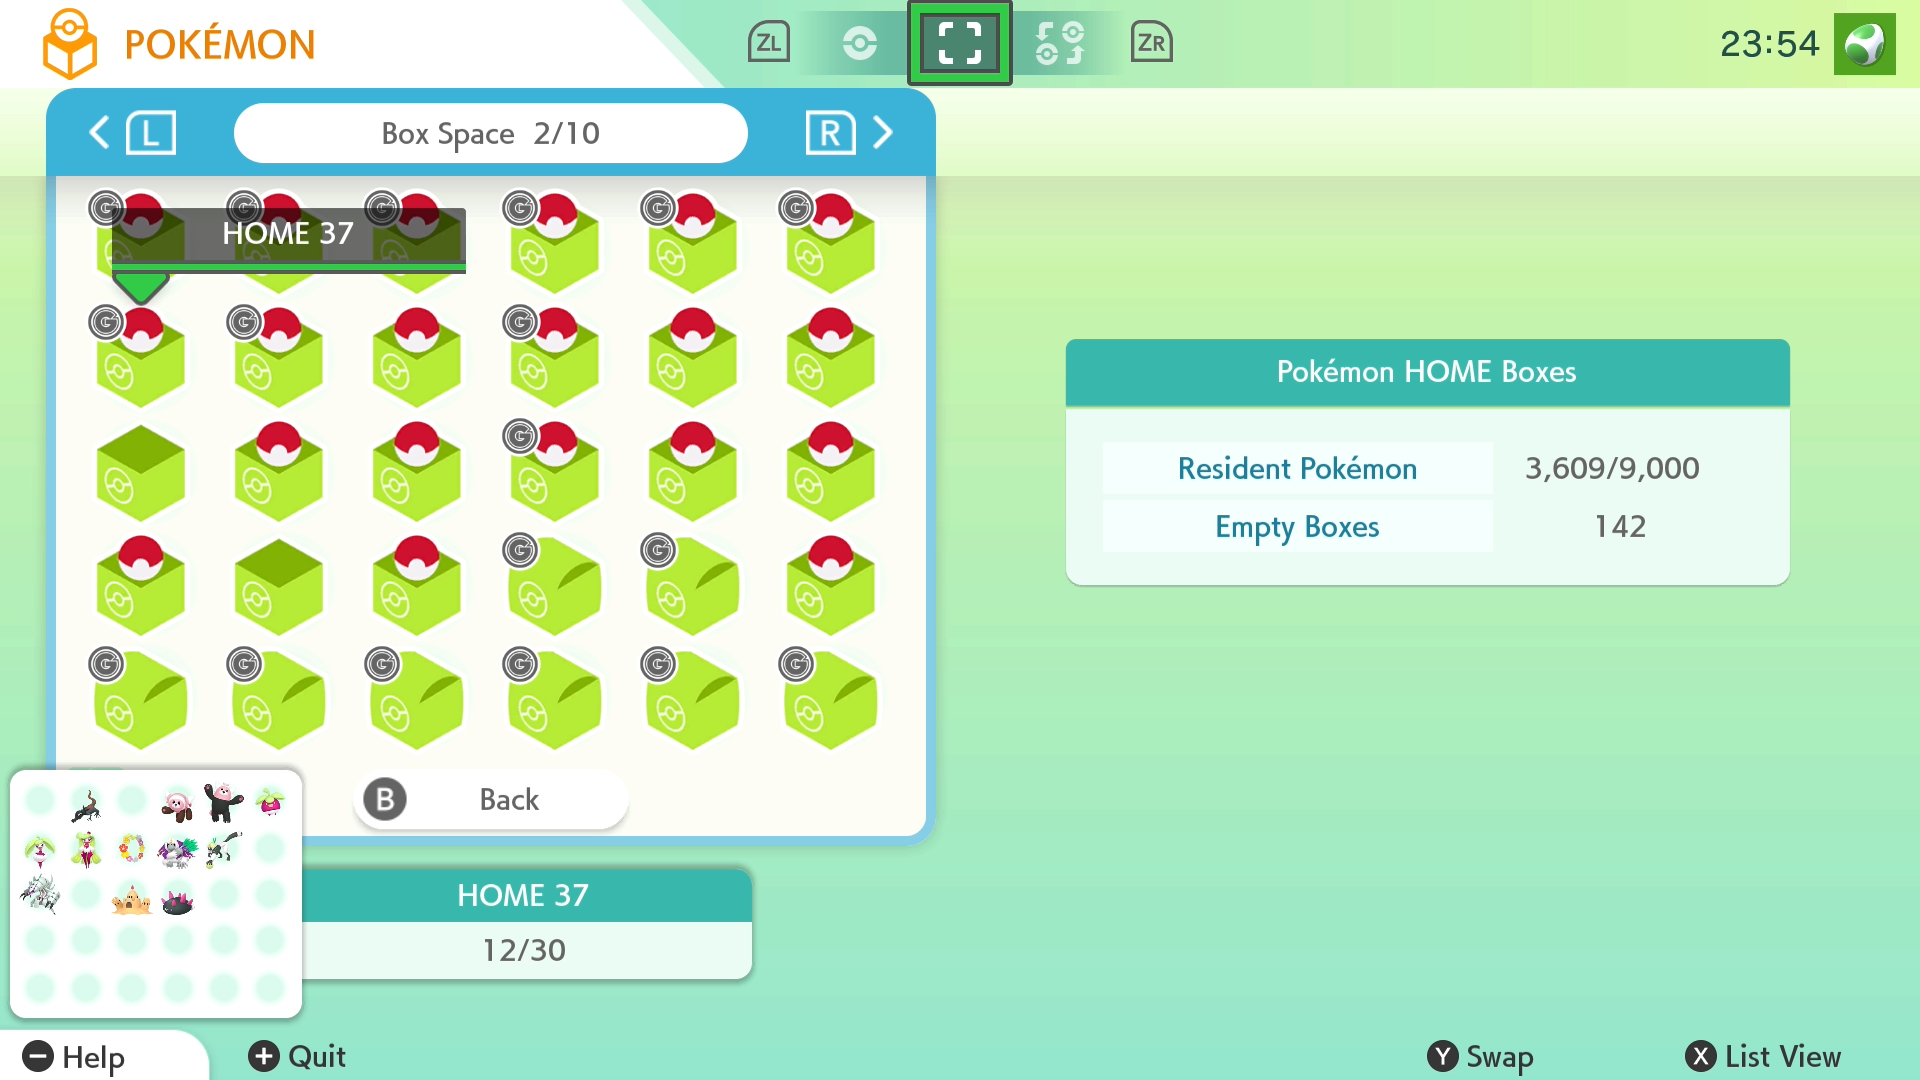 POKÉMON
ZL
ZR
23:54
L
Box Space 2/10
R
HOME 37
Pokémon HOME Boxes
Resident Pokémon 3,609/9,000
Empty Boxes 142
B Back
HOME 37
12/30
Help
Quit
Y Swap
X List View